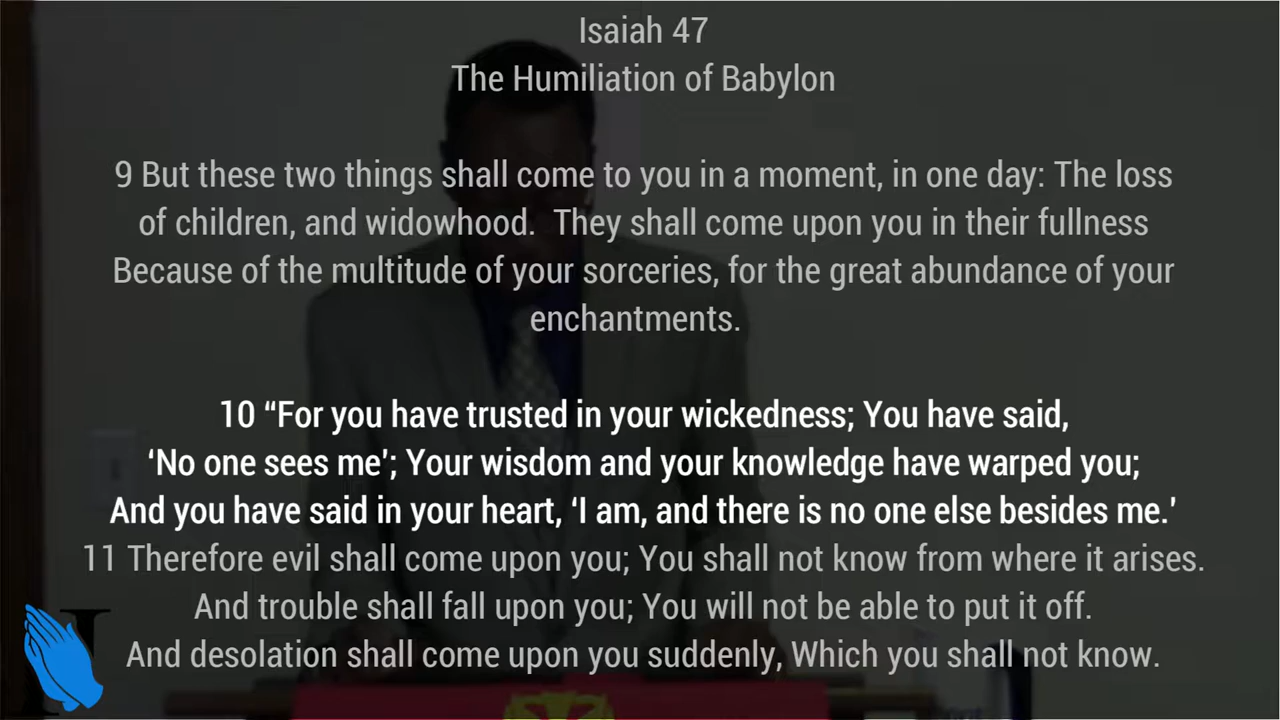 Isaiah 47
The Humiliation of Babylon
9 But these two things shall come to you in a moment, in one day: The loss
of children, and widowhood.  They shall come upon you in their fullness
Because of the multitude of your sorceries, for the great abundance of your
enchantments.
10 “For you have trusted in your wickedness; You have said,
‘No one sees me’; Your wisdom and your knowledge have warped you;
And you have said in your heart, ‘I am, and there is no one else besides me.’
11 Therefore evil shall come upon you; You shall not know from where it arises.
And trouble shall fall upon you; You will not be able to put it off.
And desolation shall come upon you suddenly, Which you shall not know.